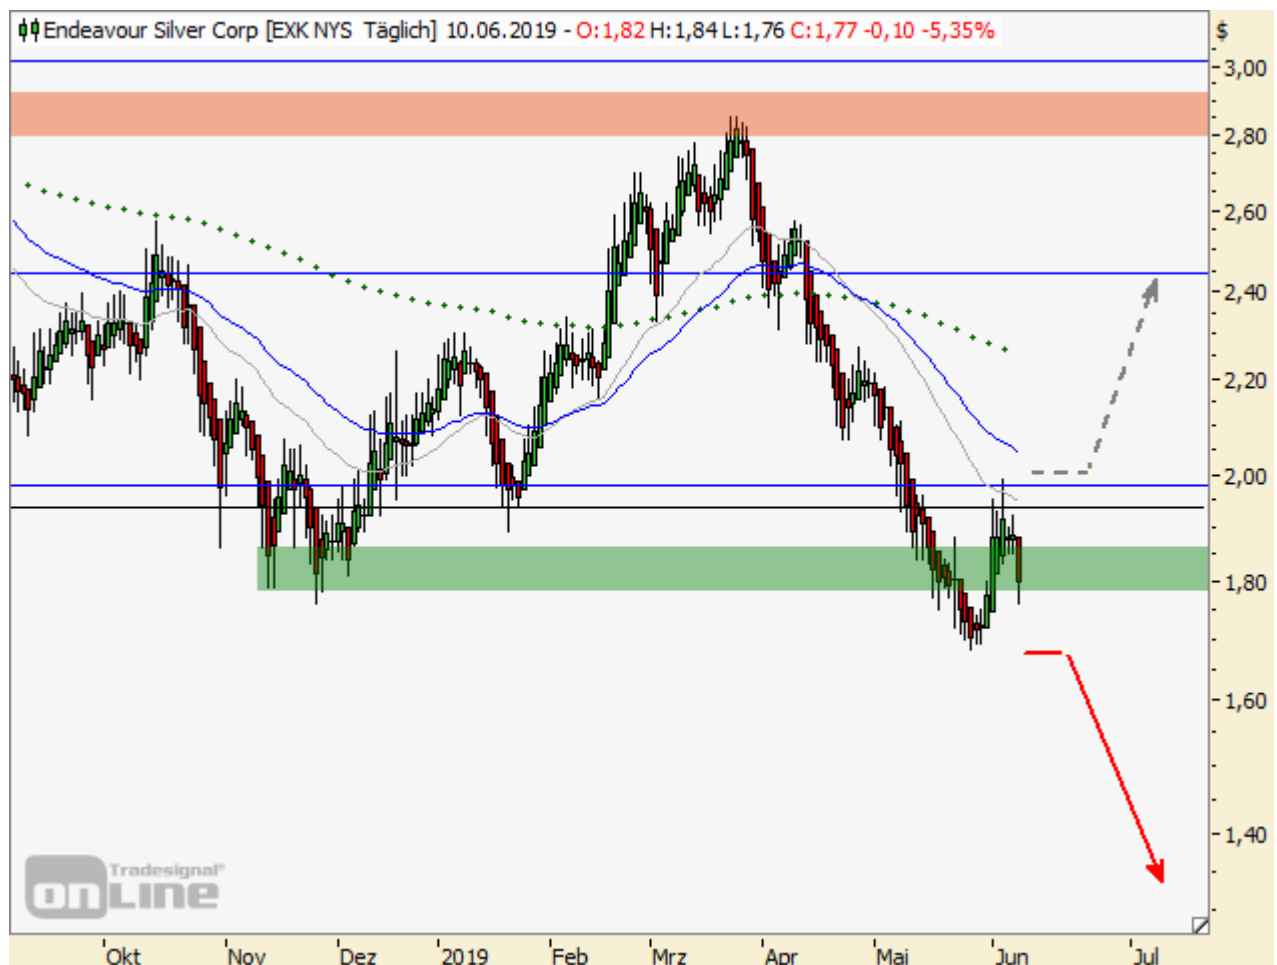 Endeavour Silver Corp [EXK NYS Täglich] 10.06.2019 - O:1,82 H:1,84 L:1,76 C:1,77 -0,10 -5,35%
$
3,00
2,80
2,60
2,40
2,20
2,00
1,80
1,60
1,40
Tradesignal®
onLine
Okt Nov Dez 2019 Feb Mrz Apr Mai Jun Jul